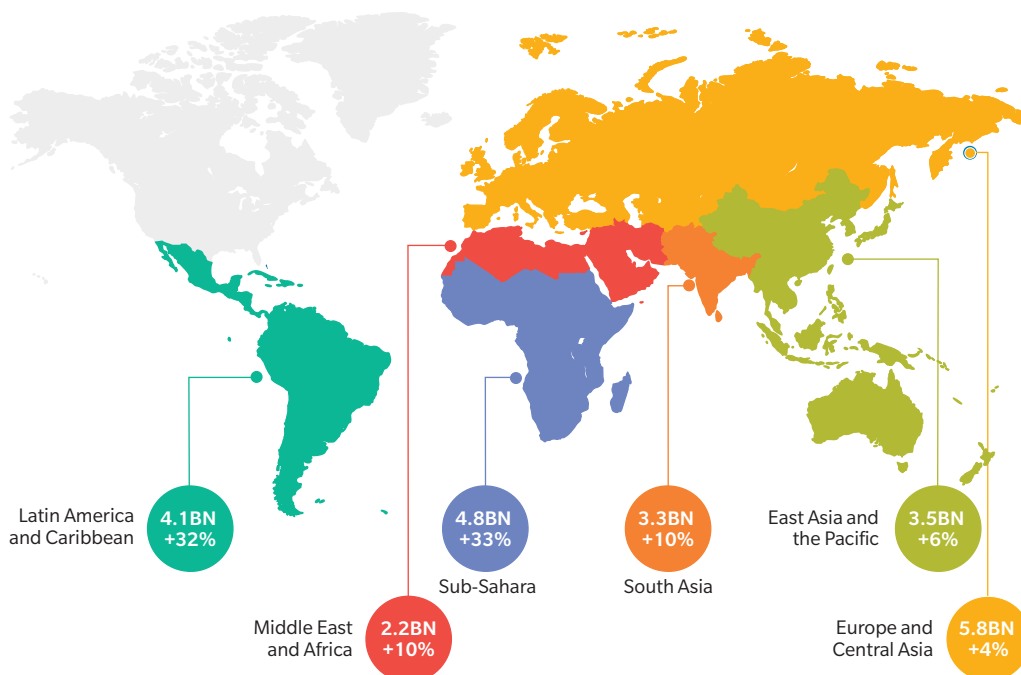 Latin America
and Caribbean
4.1BN
+32%
4.8BN
+33%
Sub-Sahara
3.3BN
+10%
South Asia
East Asia and
the Pacific
3.5BN
+6%
Middle East
and Africa
2.2BN
+10%
Europe and
Central Asia
5.8BN
+4%